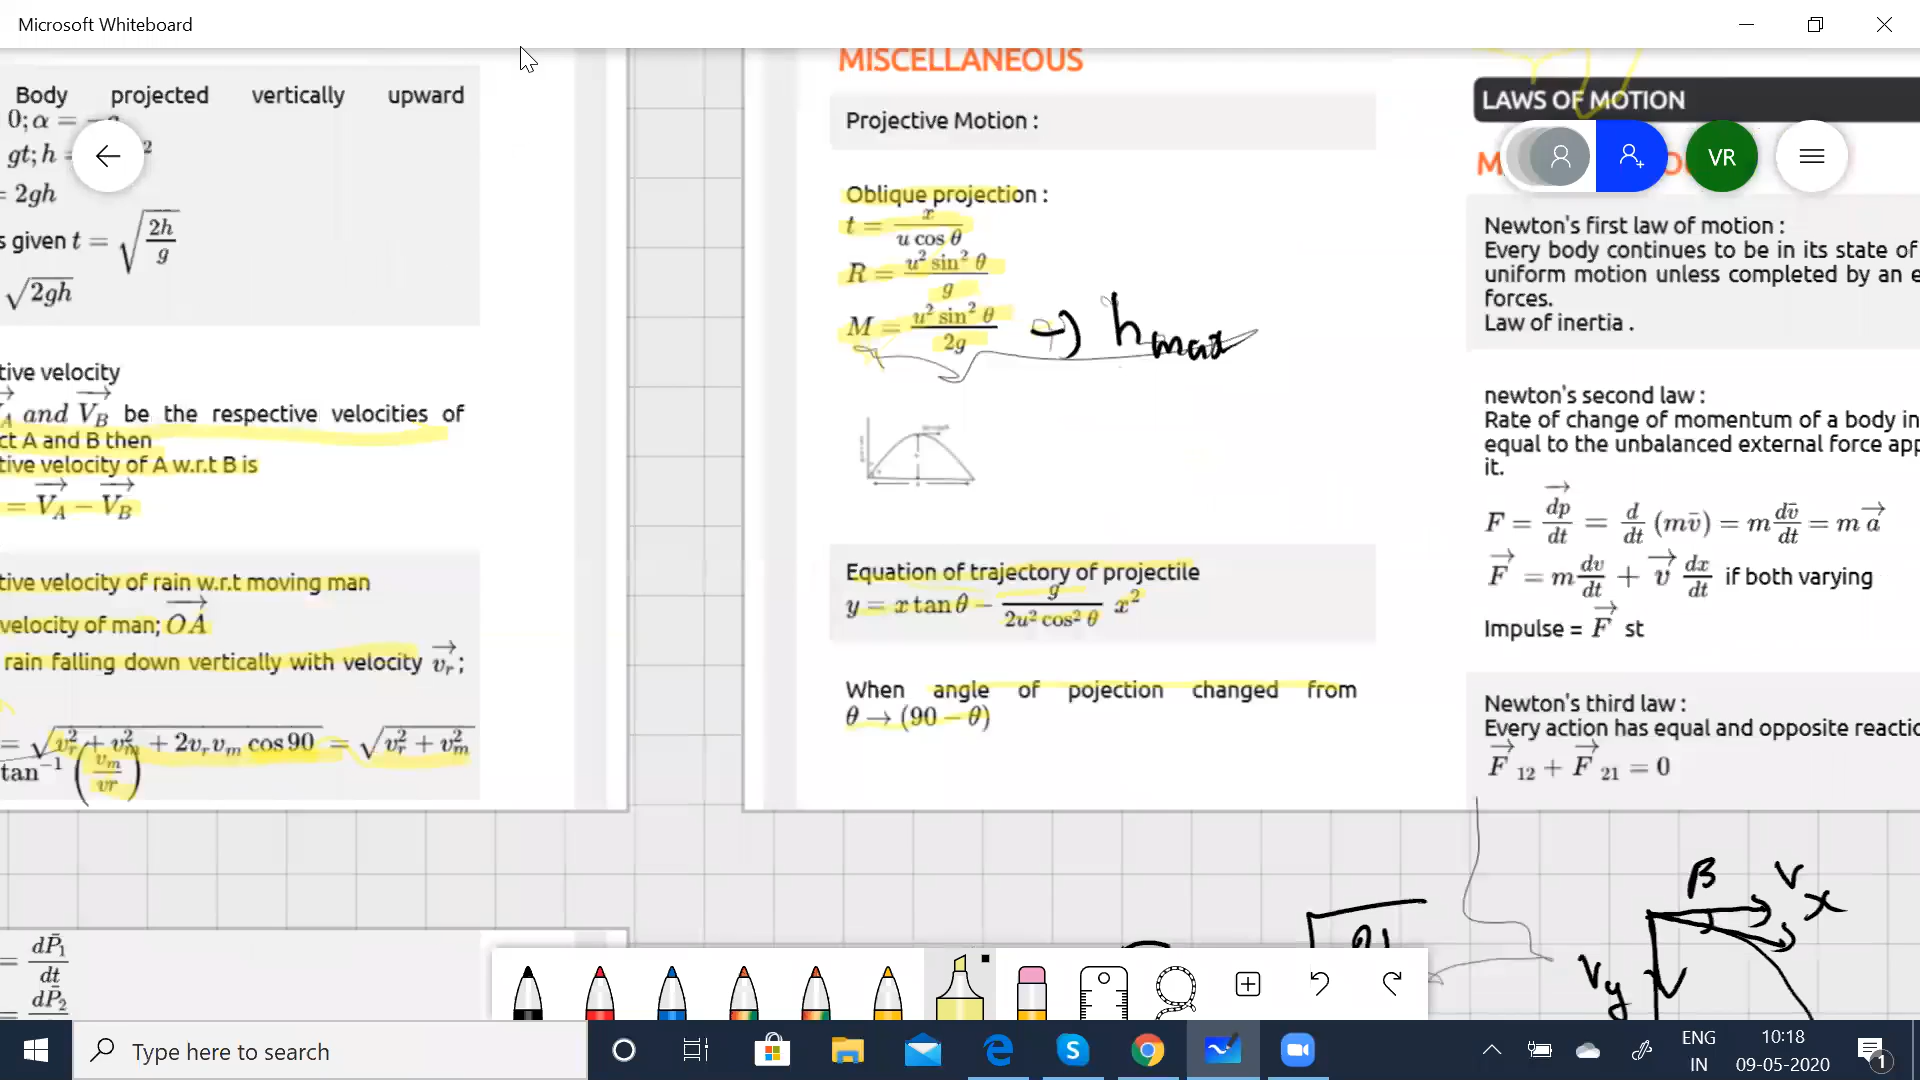 Microsoft Whiteboard
Body projected vertically upward
0; α = −
gt; h = 2
= 2gh
s given t = √(2h/g)
√2gh
tive velocity
A and V_B be the respective velocities of
ct A and B then
tive velocity of A w.r.t B is
= V_A − V_B
tive velocity of rain w.r.t moving man
velocity of man; OA
rain falling down vertically with velocity v_r;
= √(v_r² + v_m² + 2v_r v_m cos 90) = √(v_r² + v_m²)
tan⁻¹ (v_m/vr)
= dP̄₁/dt
= dP̄₂
MISCELLANEOUS
Projective Motion :
Oblique projection :
t = x/(u cos θ)
R = u² sin² θ/g
M = u² sin² θ/2g → h max
Equation of trajectory of projectile
y = x tan θ − g/(2u² cos² θ) x²
When angle of pojection changed from
θ → (90 − θ)
LAWS OF MOTION
VR
Newton's first law of motion :
Every body continues to be in its state of
uniform motion unless completed by an e
forces.
Law of inertia .
newton's second law :
Rate of change of momentum of a body in
equal to the unbalanced external force app
it.
F = dp/dt = d/dt (mv̄) = m dv̄/dt = m a
F = m dv/dt + v dx/dt if both varying
Impulse = F st
Newton's third law :
Every action has equal and opposite reactio
F 12 + F 21 = 0
β V x
Vy
Type here to search
ENG
IN
10:18
09-05-2020
1